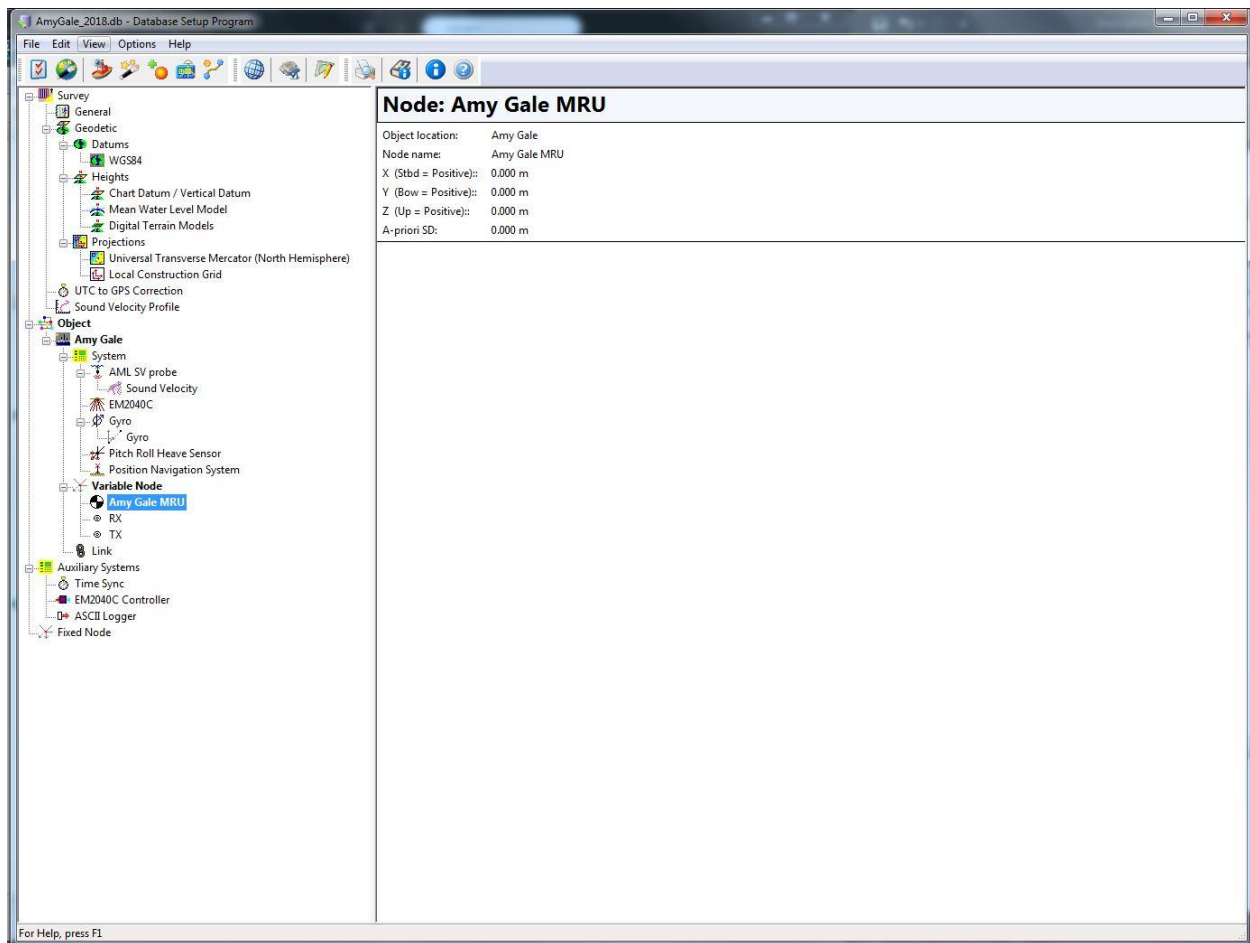 AmyGale_2018.db - Database Setup Program
File Edit View Options Help
Survey
General
Geodetic
Datums
WGS84
Heights
Chart Datum / Vertical Datum
Mean Water Level Model
Digital Terrain Models
Projections
Universal Transverse Mercator (North Hemisphere)
Local Construction Grid
UTC to GPS Correction
Sound Velocity Profile
Object
Amy Gale
System
AML SV probe
Sound Velocity
EM2040C
Gyro
Gyro
Pitch Roll Heave Sensor
Position Navigation System
Variable Node
Amy Gale MRU
RX
TX
Link
Auxiliary Systems
Time Sync
EM2040C Controller
ASCII Logger
Fixed Node
Node: Amy Gale MRU
Object location: Amy Gale
Node name: Amy Gale MRU
X (Stbd = Positive):: 0.000 m
Y (Bow = Positive):: 0.000 m
Z (Up = Positive):: 0.000 m
A-priori SD: 0.000 m
For Help, press F1